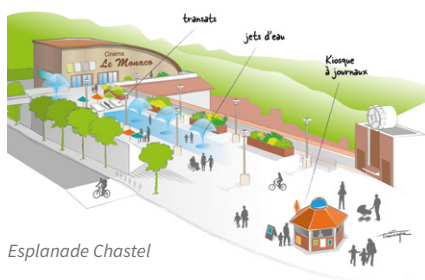 transats
jets d'eau
Cinéma
Le Monaco
Kiosque
à journaux
Esplanade Chastel